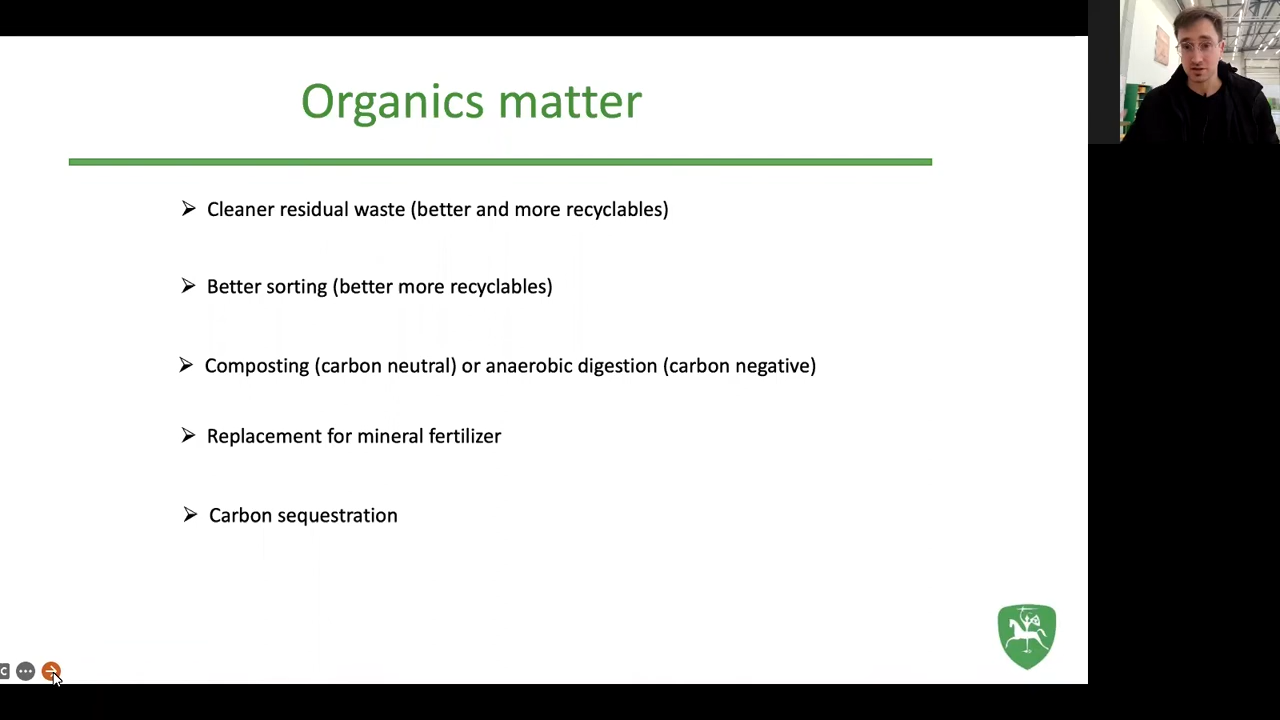 Organics matter
Cleaner residual waste (better and more recyclables)
Better sorting (better more recyclables)
Composting (carbon neutral) or anaerobic digestion (carbon negative)
Replacement for mineral fertilizer
Carbon sequestration
C